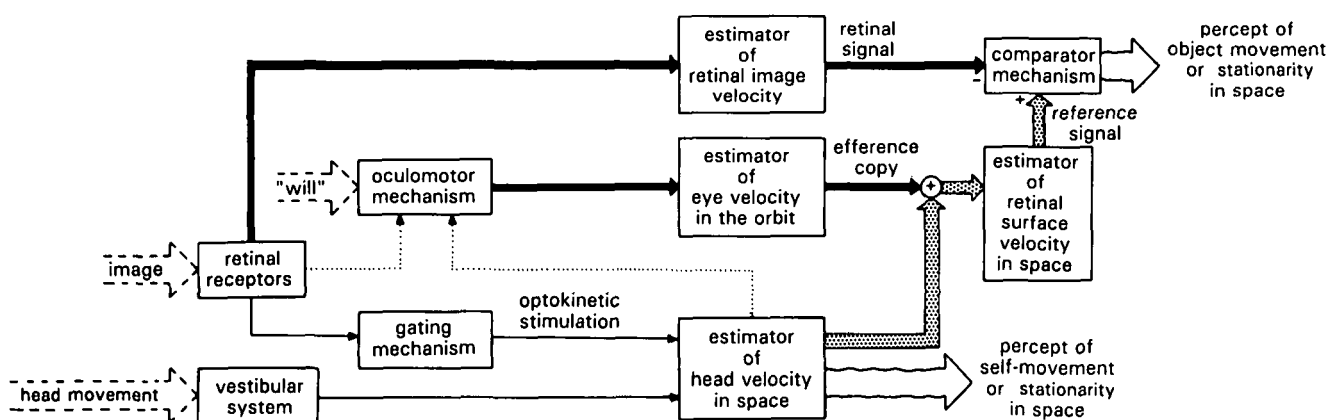 estimator
of
retinal image
velocity
retinal
signal
comparator
mechanism
-
+
percept of
object movement
or stationarity
in space
reference
signal
"will"
oculomotor
mechanism
estimator
of
eye velocity
in the orbit
efference
copy
+
estimator
of
retinal
surface
velocity
in space
image
retinal
receptors
gating
mechanism
optokinetic
stimulation
estimator
of
head velocity
in space
percept of
self-movement
or stationarity
in space
head movement
vestibular
system